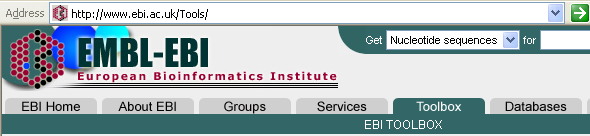 Address http://www.ebi.ac.uk/Tools/ Go
Get Nucleotide sequences for
EMBL-EBI
European Bioinformatics Institute
EBI Home About EBI Groups Services Toolbox Databases
EBI TOOLBOX